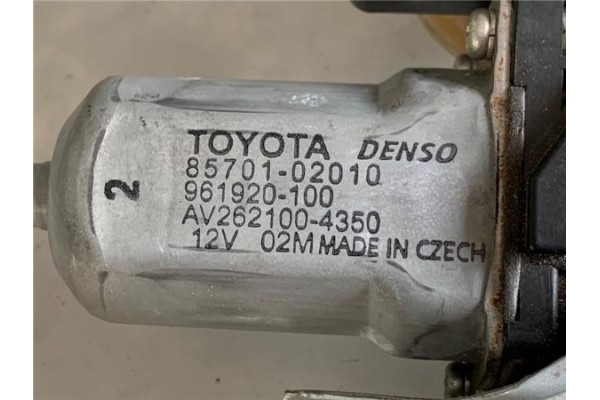 2
TOYOTA DENSO
85701-02010
961920-100
AV262100-4350
12V 02M MADE IN CZECH